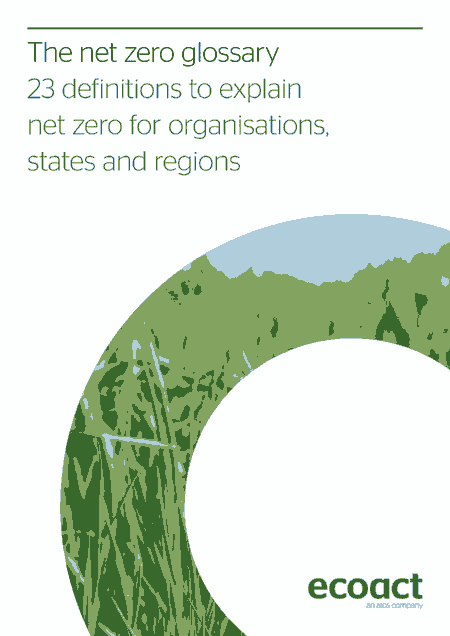 The net zero glossary
23 definitions to explain
net zero for organisations,
states and regions
ecoact
an atos company